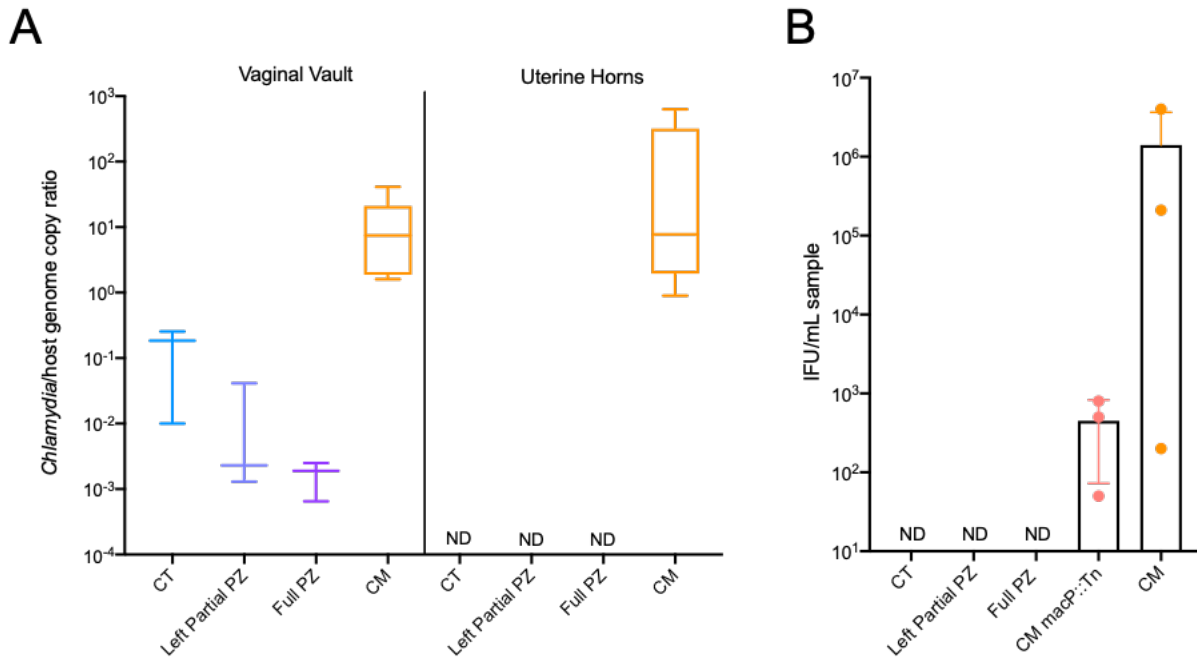 A
Vaginal Vault
Uterine Horns
Chlamydia/host genome copy ratio
10³
10²
10¹
10⁰
10⁻¹
10⁻²
10⁻³
10⁻⁴
ND
ND
ND
CT
Left Partial PZ
Full PZ
CM
CT
Left Partial PZ
Full PZ
CM
B
IFU/mL sample
10⁷
10⁶
10⁵
10⁴
10³
10²
10¹
ND
ND
ND
CT
Left Partial PZ
Full PZ
CM macP::Tn
CM